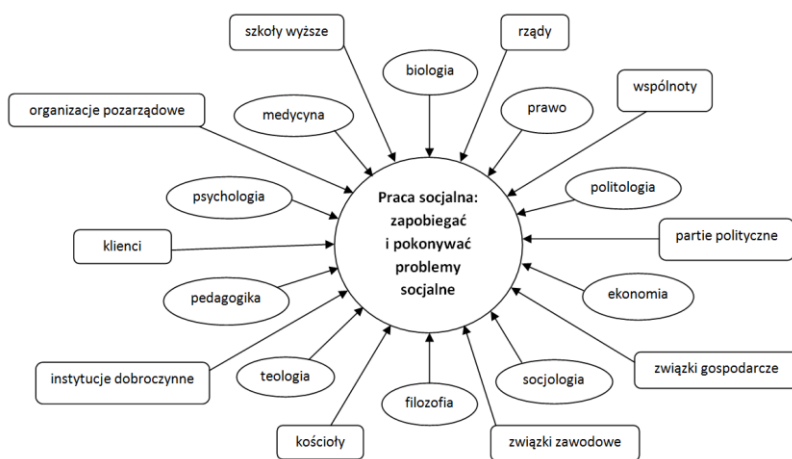 szkoły wyższe
rządy
biologia
wspólnoty
organizacje pozarządowe
medycyna
prawo
psychologia
politologia
Praca socjalna:
zapobiegać
i pokonywać
problemy
socjalne
klienci
partie polityczne
pedagogika
ekonomia
instytucje dobroczynne
teologia
filozofia
socjologia
związki gospodarcze
kościoły
związki zawodowe